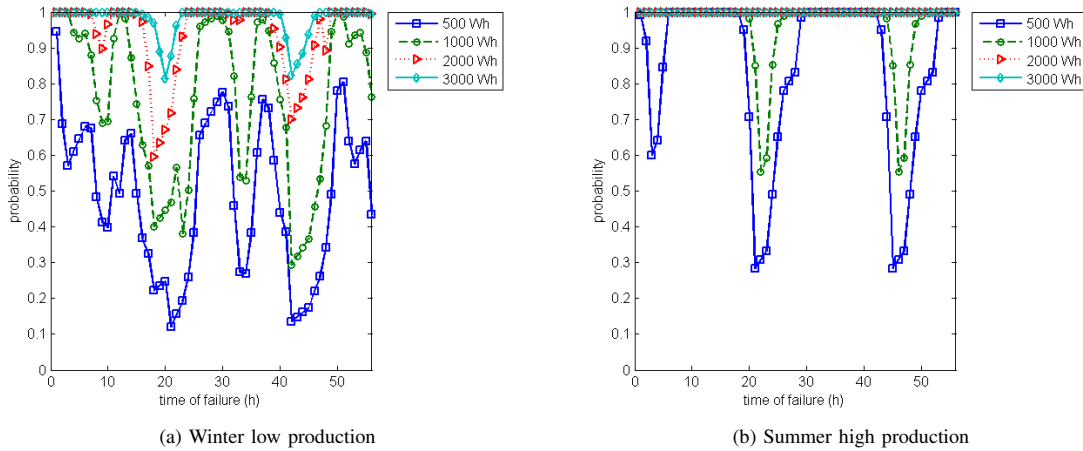 1
0.9
0.8
0.7
0.6
0.5
0.4
0.3
0.2
0.1
0
probability
0
10
20
30
40
50
time of failure (h)
500 Wh
1000 Wh
2000 Wh
3000 Wh
(a) Winter low production
1
0.9
0.8
0.7
0.6
0.5
0.4
0.3
0.2
0.1
0
probability
0
10
20
30
40
50
time of failure (h)
500 Wh
1000 Wh
2000 Wh
3000 Wh
(b) Summer high production